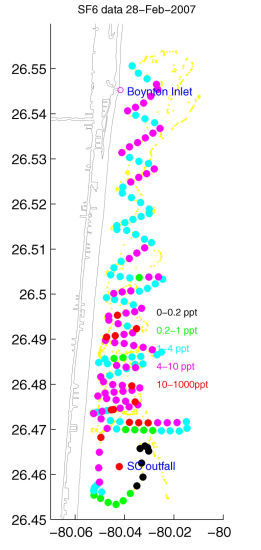 SF6 data 28-Feb-2007
26.55
Boynton Inlet
26.54
26.53
26.52
26.51
26.5
0-0.2 ppt
26.49
0.2-1 ppt
1-4 ppt
26.48
4-10 ppt
10-1000ppt
26.47
26.46
SC outfall
26.45
-80.06
-80.04
-80.02
-80